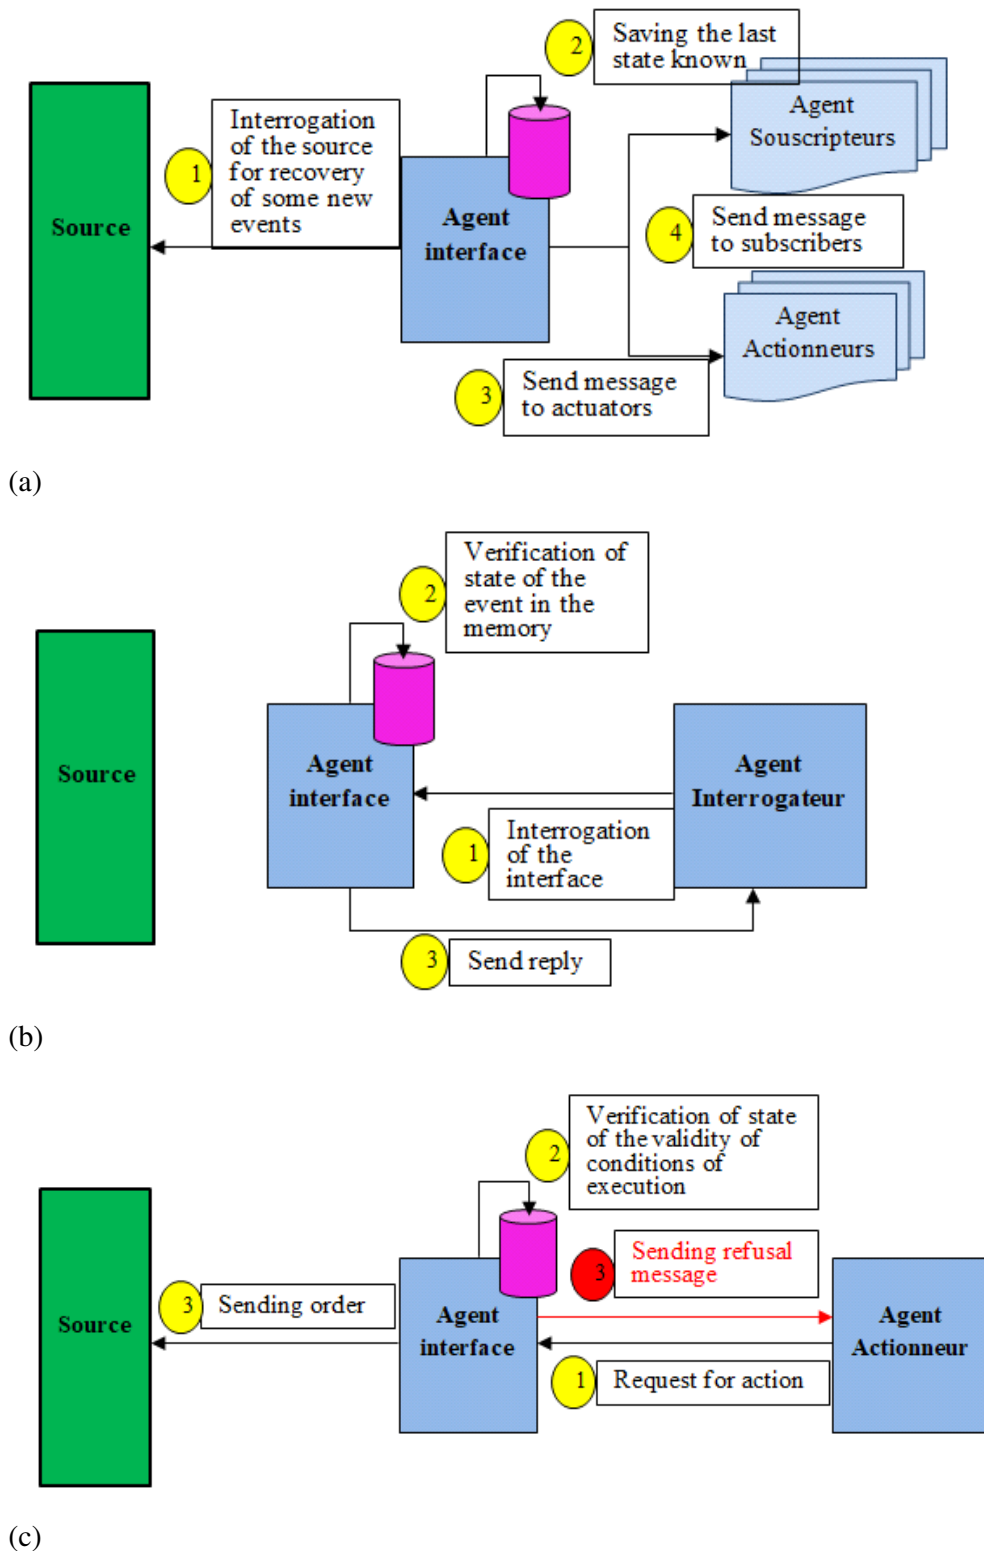 2
Saving the last
state known
Interrogation
of the source
for recovery
of some new
events
1
Source
Agent
interface
Agent
Souscripteurs
4
Send message
to subscribers
Agent
Actionneurs
3
Send message
to actuators
(a)
2
Verification of
state of the
event in the
memory
Source
Agent
interface
Agent
Interrogateur
1
Interrogation
of the
interface
3
Send reply
(b)
2
Verification of state
of the validity of
conditions of
execution
3
Sending refusal
message
3
Sending order
Source
Agent
interface
Agent
Actionneur
1
Request for action
(c)